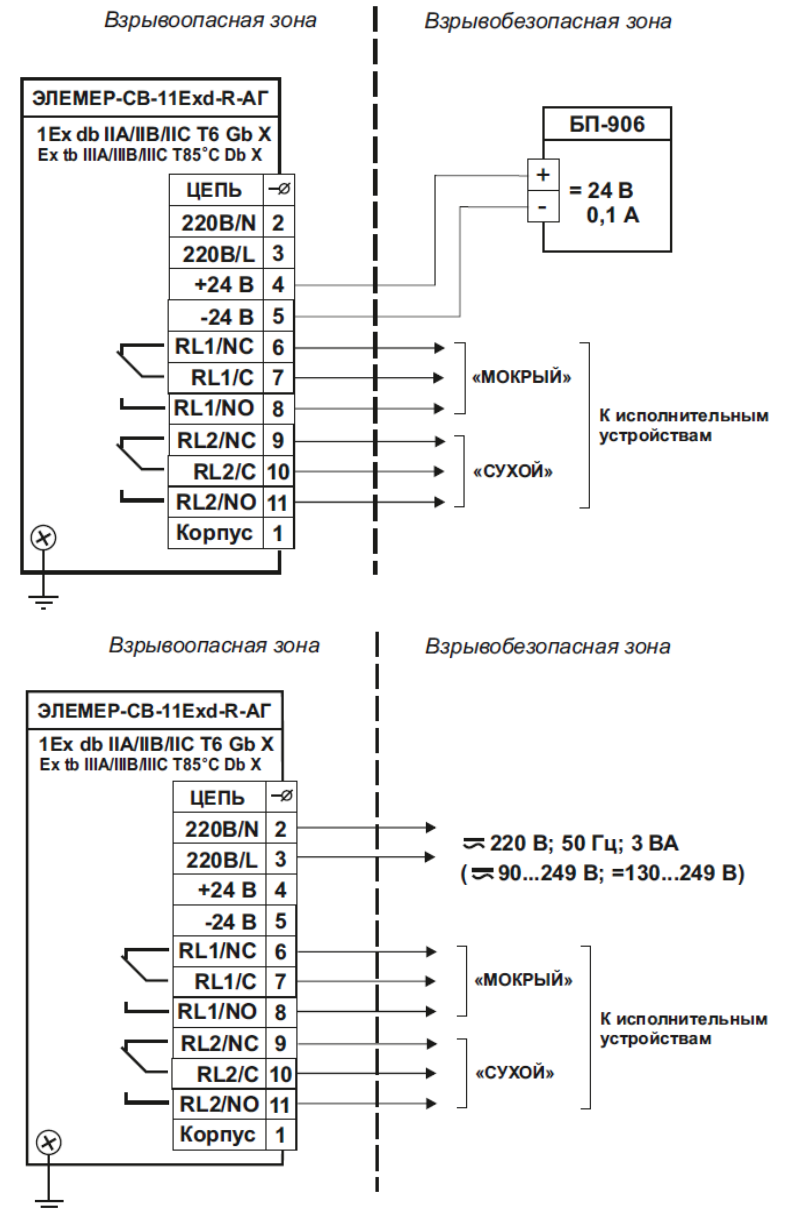 Взрывоопасная зона
Взрывобезопасная зона
ЭЛЕМЕР-СВ-11Exd-R-АГ
1Ex db IIA/IIB/IIC T6 Gb X
Ex tb IIIA/IIIB/IIIC T85°C Db X
ЦЕПЬ
220В/N 2
220В/L 3
+24 В 4
-24 В 5
RL1/NC 6
RL1/C 7
RL1/NO 8
RL2/NC 9
RL2/C 10
RL2/NO 11
Корпус 1
БП-906
+
-
= 24 В
0,1 А
«МОКРЫЙ»
«СУХОЙ»
К исполнительным
устройствам
Взрывоопасная зона
Взрывобезопасная зона
ЭЛЕМЕР-СВ-11Exd-R-АГ
1Ex db IIA/IIB/IIC T6 Gb X
Ex tb IIIA/IIIB/IIIC T85°C Db X
ЦЕПЬ
220В/N 2
220В/L 3
+24 В 4
-24 В 5
RL1/NC 6
RL1/C 7
RL1/NO 8
RL2/NC 9
RL2/C 10
RL2/NO 11
Корпус 1
≂ 220 В; 50 Гц; 3 ВА
( ≂ 90...249 В; =130...249 В)
«МОКРЫЙ»
«СУХОЙ»
К исполнительным
устройствам